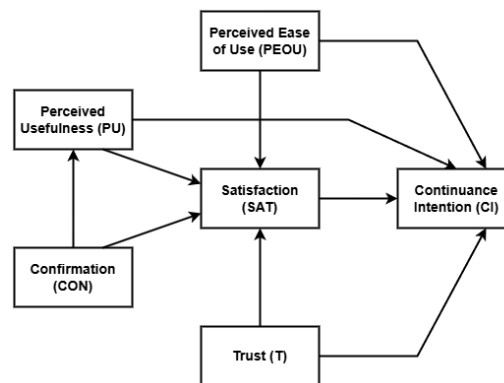 Perceived Ease
of Use (PEOU)
Perceived
Usefulness (PU)
Satisfaction
(SAT)
Continuance
Intention (CI)
Confirmation
(CON)
Trust (T)